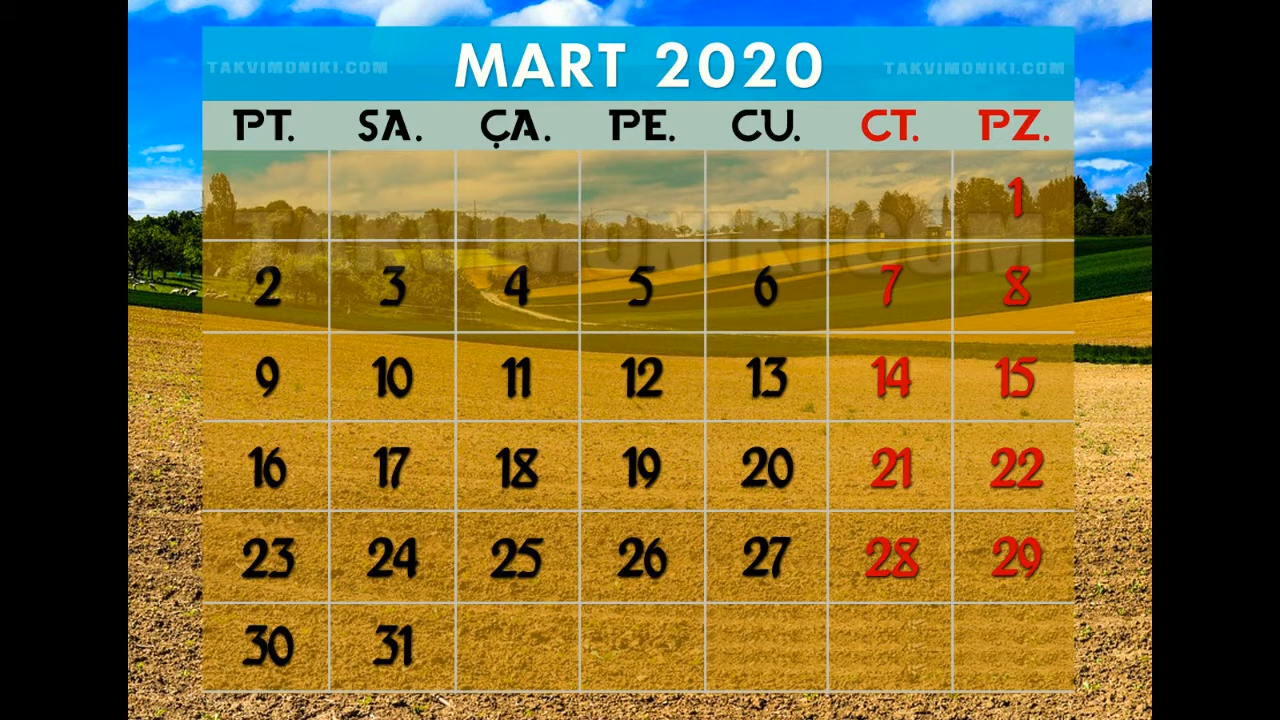 TAKVIMONIKI.COM MART 2020 TAKVIMONIKI.COM
PT. SA. ÇA. PE. CU. CT. PZ.
1
TAKVIMONIKI.COM
2 3 4 5 6 7 8
9 10 11 12 13 14 15
16 17 18 19 20 21 22
23 24 25 26 27 28 29
30 31